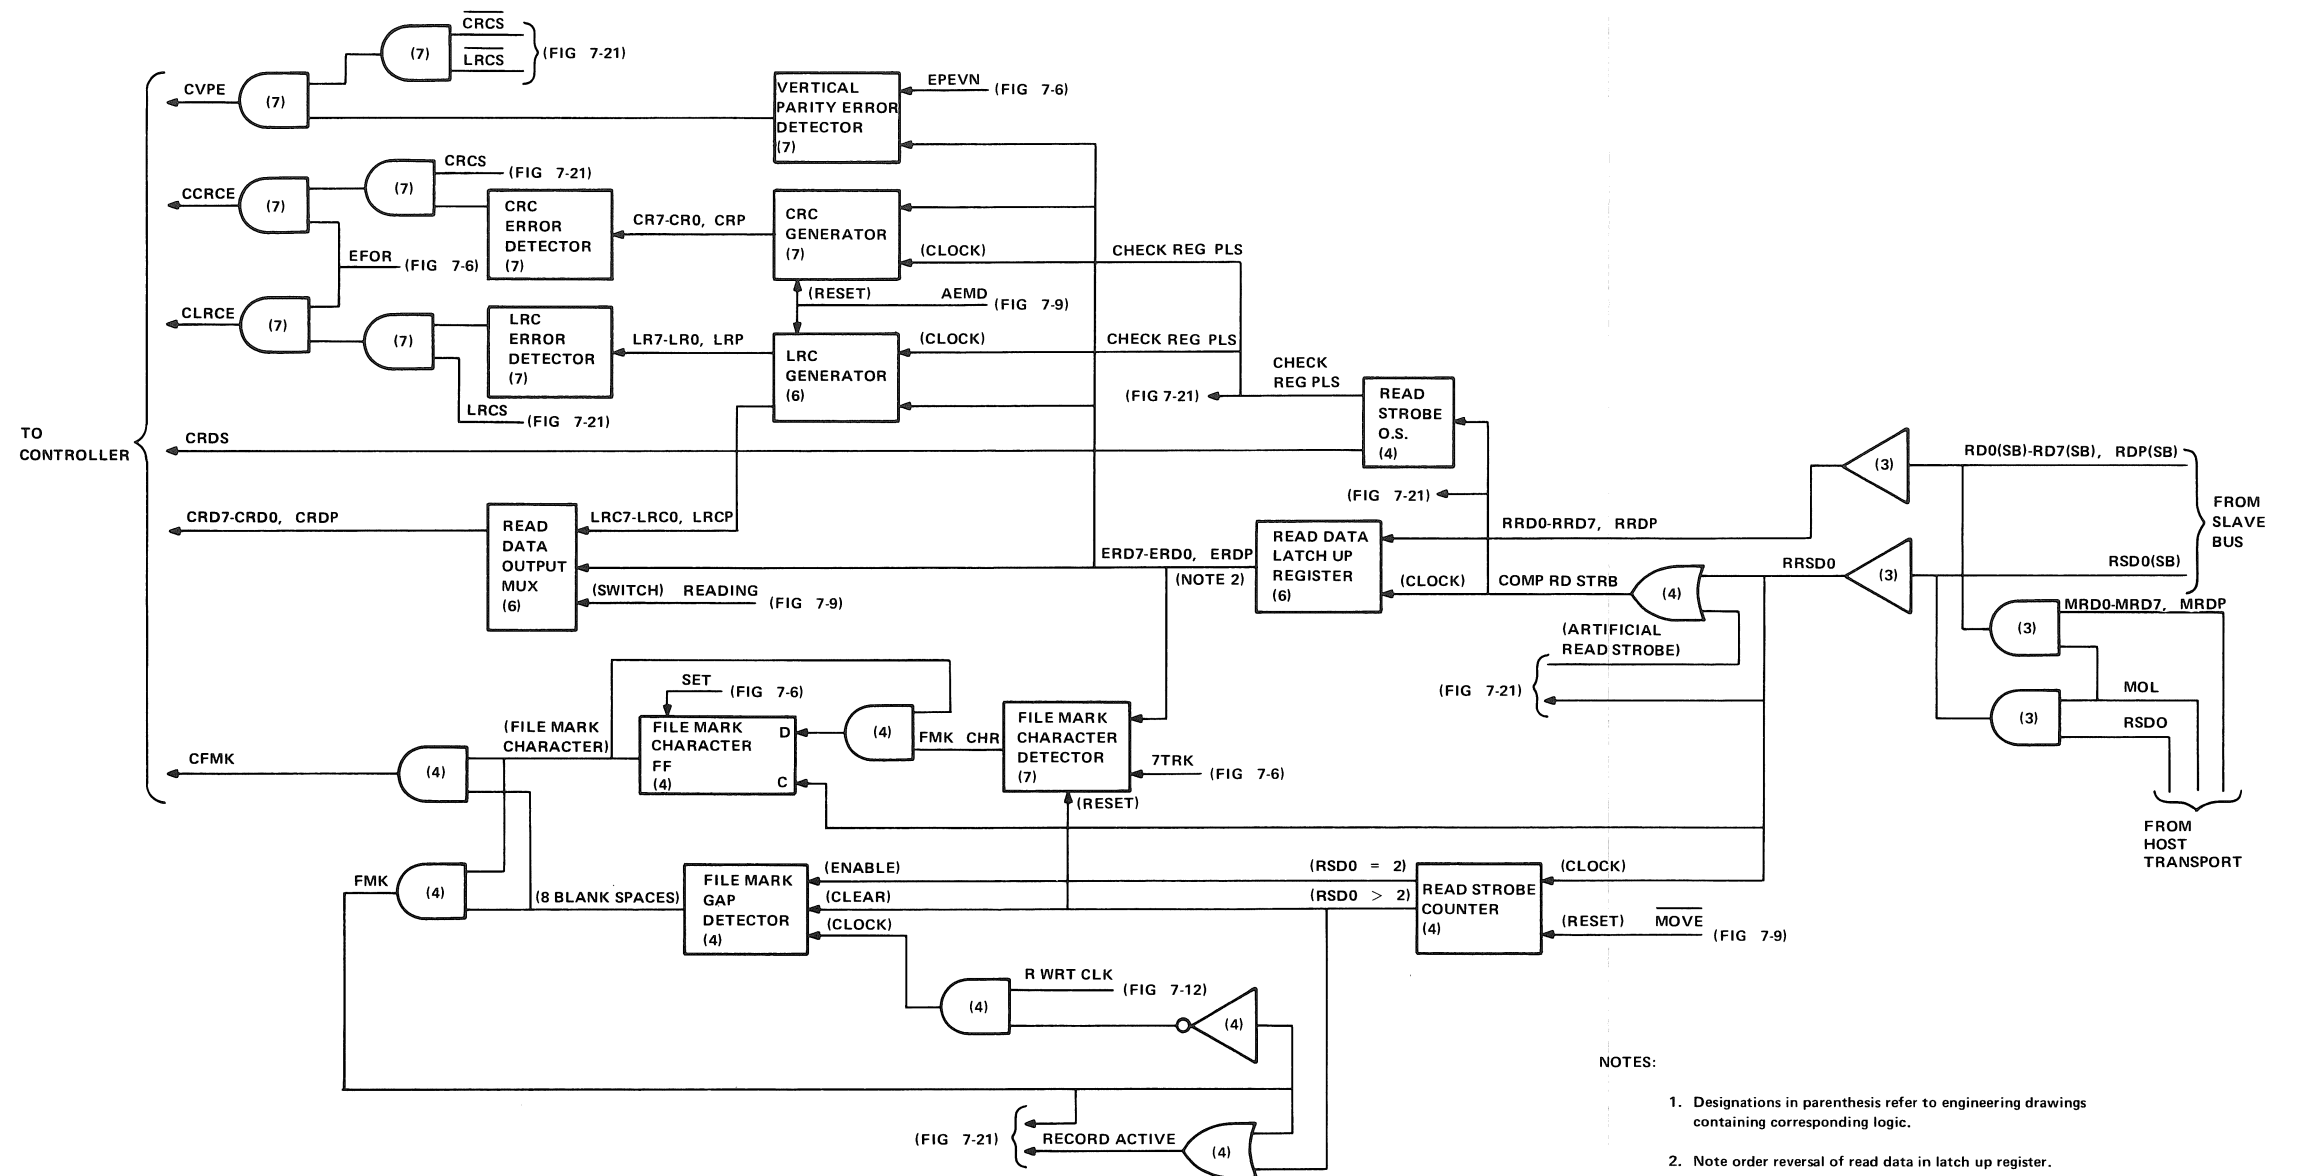 CRCS
LRCS
(7)
(FIG 7-21)
CVPE
(7)
VERTICAL
PARITY ERROR
DETECTOR
(7)
EPEVN
(FIG 7-6)
CRCS
(FIG 7-21)
(7)
CCRCE
(7)
CRC
ERROR
DETECTOR
(7)
CR7-CR0, CRP
CRC
GENERATOR
(7)
(CLOCK)
CHECK REG PLS
EFOR
(FIG 7-6)
(RESET)
AEMD
(FIG 7-9)
CLRCE
(7)
(7)
LRC
ERROR
DETECTOR
(7)
LR7-LR0, LRP
LRC
GENERATOR
(6)
(CLOCK)
CHECK REG PLS
LRCS
(FIG 7-21)
CHECK
REG PLS
(FIG 7-21)
READ
STROBE
O.S.
(4)
TO
CONTROLLER
CRDS
(FIG 7-21)
(3)
RD0(SB)-RD7(SB), RDP(SB)
FROM
SLAVE
BUS
CRD7-CRD0, CRDP
READ
DATA
OUTPUT
MUX
(6)
LRC7-LRC0, LRCP
ERD7-ERD0, ERDP
(NOTE 2)
(SWITCH) READING
(FIG 7-9)
READ DATA
LATCH UP
REGISTER
(6)
RRD0-RRD7, RRDP
(CLOCK)
COMP RD STRB
(4)
RRSD0
(3)
RSD0(SB)
(ARTIFICIAL
READ STROBE)
(FIG 7-21)
MRD0-MRD7, MRDP
(3)
MOL
(3)
RSDO
FROM
HOST
TRANSPORT
SET
(FIG 7-6)
(FILE MARK
CHARACTER)
FILE MARK
CHARACTER
FF
(4)
D
C
(4)
FMK CHR
FILE MARK
CHARACTER
DETECTOR
(7)
7TRK
(FIG 7-6)
(RESET)
CFMK
(4)
FMK
(4)
(8 BLANK SPACES)
FILE MARK
GAP
DETECTOR
(4)
(ENABLE)
(CLEAR)
(CLOCK)
(RSD0 = 2)
(RSD0 > 2)
READ STROBE
COUNTER
(4)
(CLOCK)
(RESET) MOVE
(FIG 7-9)
R WRT CLK
(FIG 7-12)
(4)
(4)
(FIG 7-21)
RECORD ACTIVE
(4)
NOTES:
1. Designations in parenthesis refer to engineering drawings
containing corresponding logic.
2. Note order reversal of read data in latch up register.